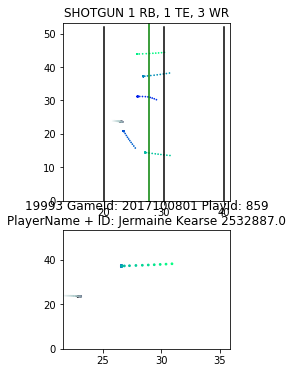 SHOTGUN 1 RB, 1 TE, 3 WR
50
40
30
20
10
0
20 30 40
19993 GameId: 2017100801 PlayId: 859
PlayerName + ID: Jermaine Kearse 2532887.0
40
20
0
25 30 35